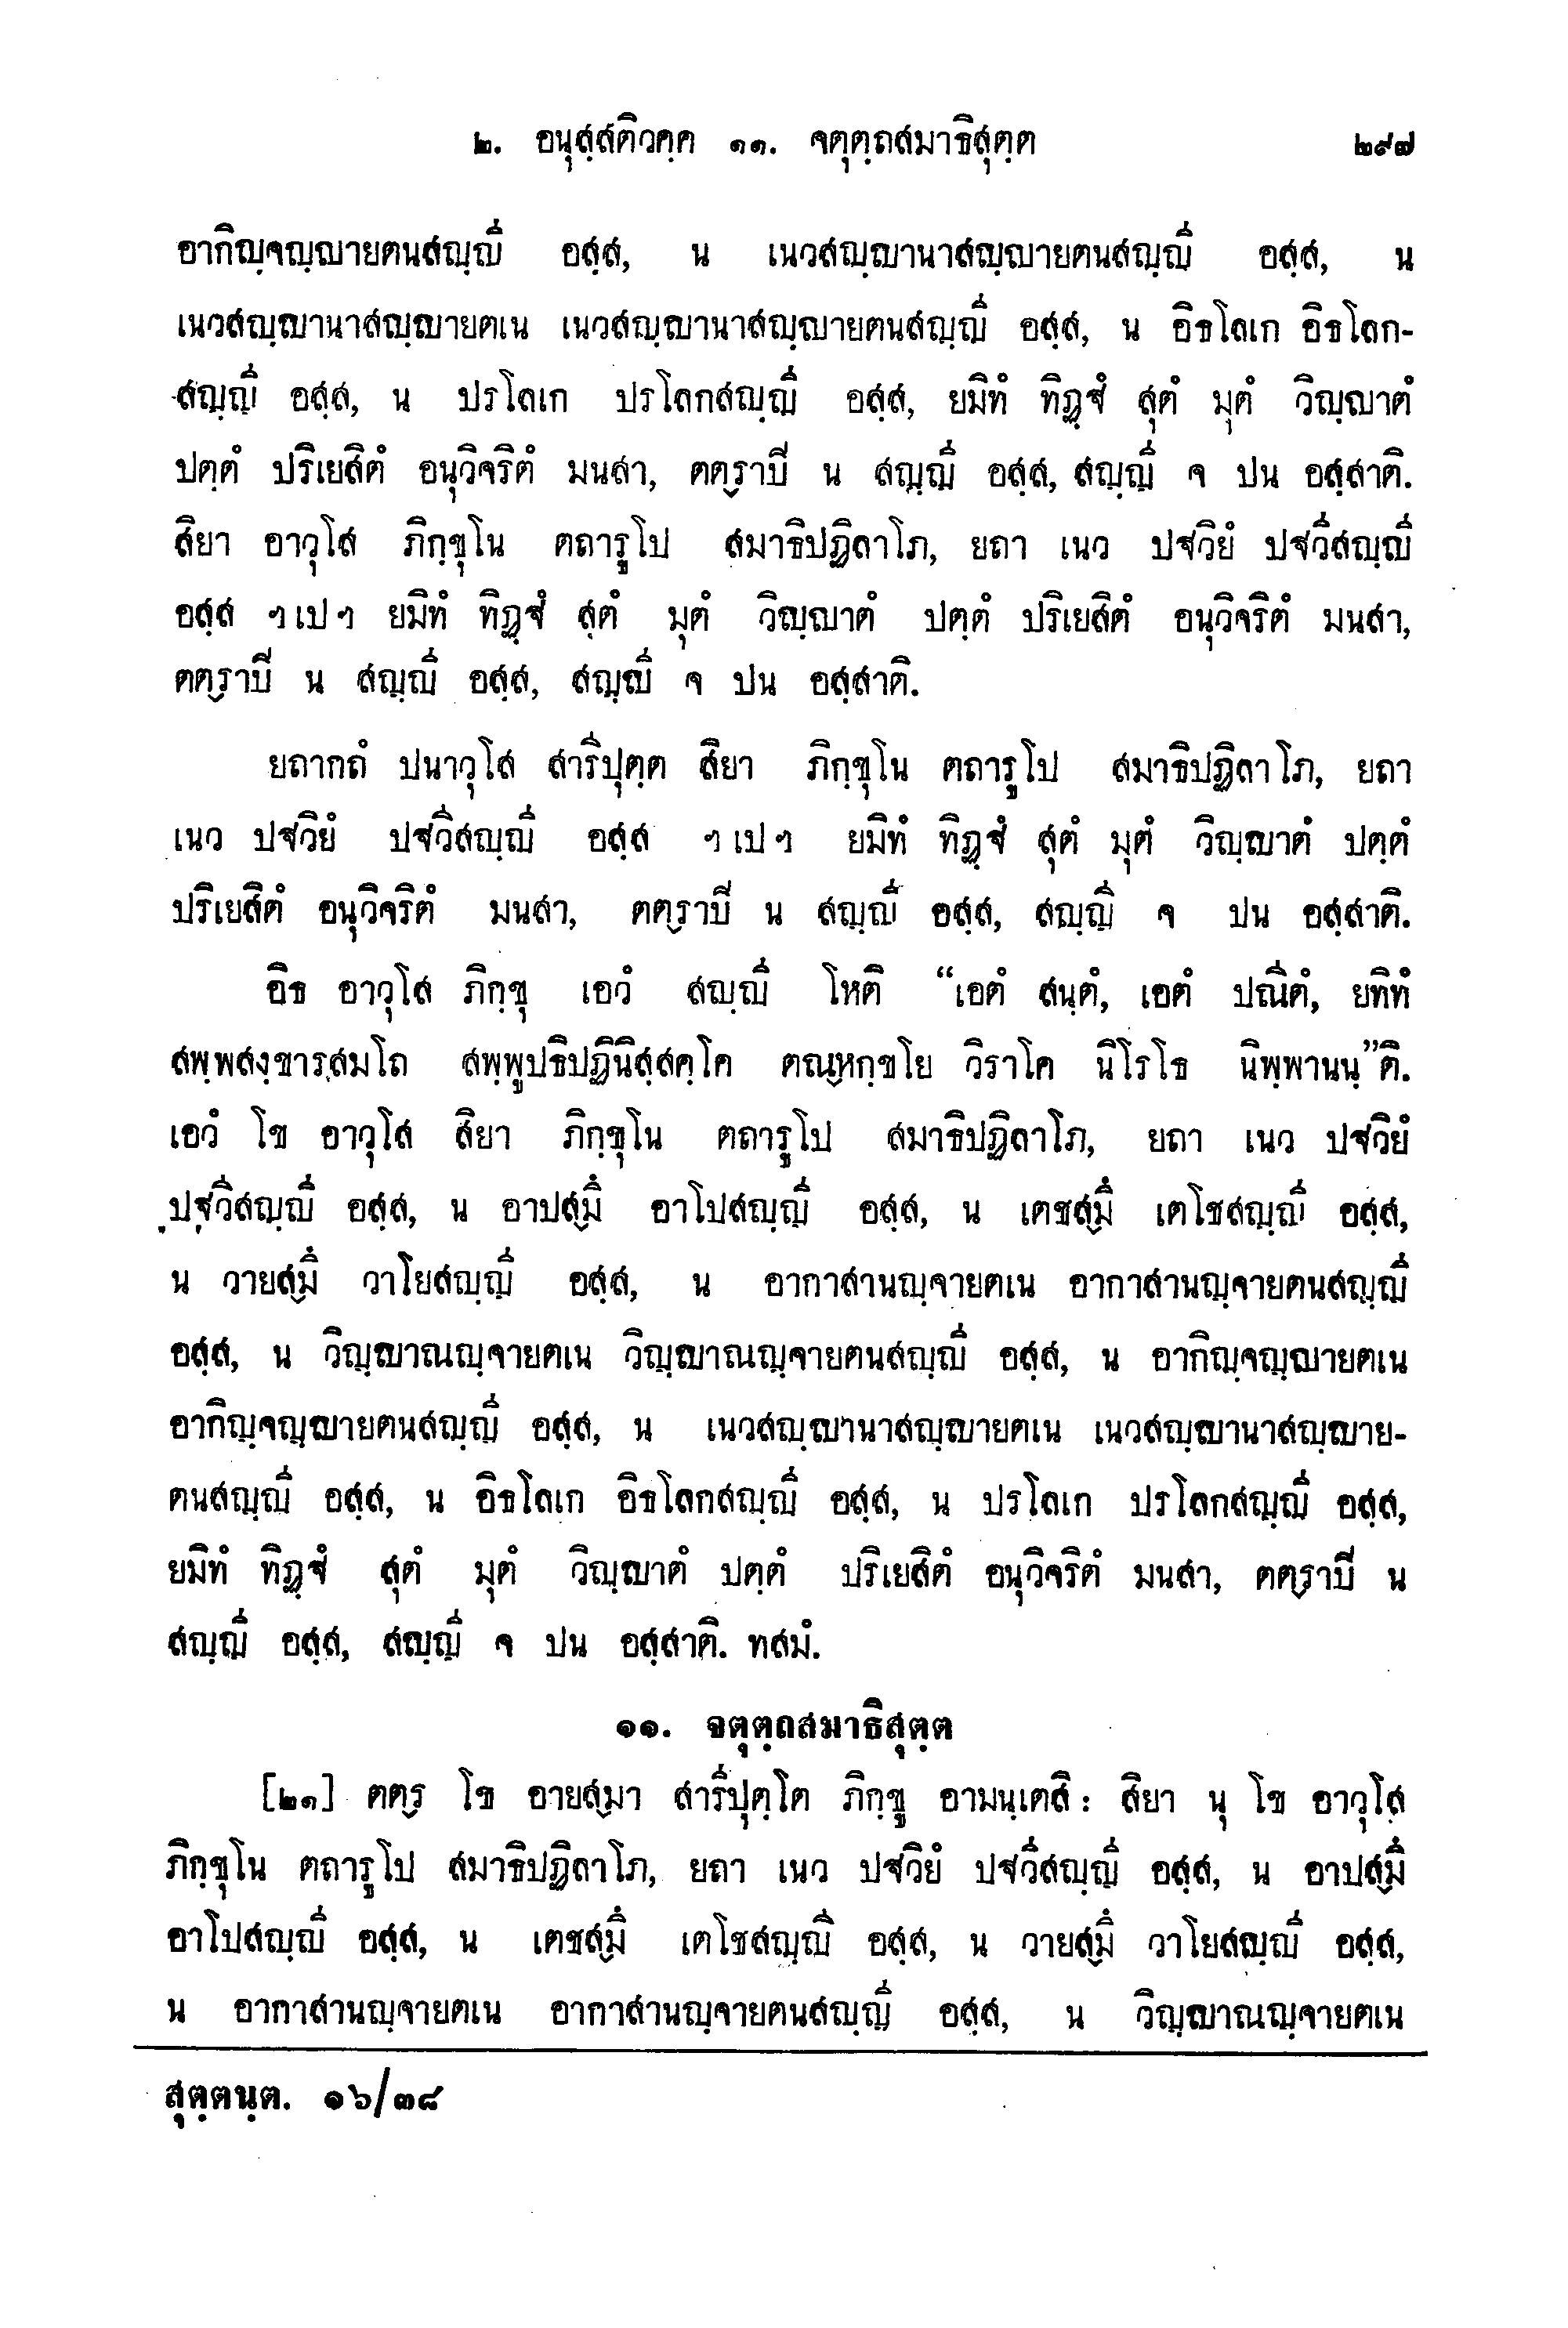 ๒. อนุสฺสติวคฺค ๑๑. จตุตฺถสมาธิสุตฺต ๒๙๗
อากิญฺจญฺญายตนสญฺญี อสฺส, น เนวสญฺญานาสญฺญายตนสญฺญี อสฺส, น
เนวสญฺญานาสญฺญายตเน เนวสญฺญานาสญฺญายตนสญฺญี อสฺส, น อิธโลเก อิธโลก-
สญฺญี อสฺส, น ปรโลเก ปรโลกสญฺญี อสฺส, ยมิทํ ทิฏฺฐํ สุตํ มุตํ วิญฺญาตํ
ปตฺตํ ปริเยสิตํ อนุวิจริตํ มนสา, ตตฺราปี น สญฺญี อสฺส, สญฺญี จ ปน อสฺสาติ.
สิยา อาวุโส ภิกฺขุโน ตถารูโป สมาธิปฏิลาโภ, ยถา เนว ปฐวิยํ ปฐวีสญฺญี
อสฺส ฯเปฯ ยมิทํ ทิฏฺฐํ สุตํ มุตํ วิญฺญาตํ ปตฺตํ ปริเยสิตํ อนุวิจริตํ มนสา,
ตตฺราปี น สญฺญี อสฺส, สญฺญี จ ปน อสฺสาติ.
ยถากถํ ปนาวุโส สาริปุตฺต สิยา ภิกฺขุโน ตถารูโป สมาธิปฏิลาโภ, ยถา
เนว ปฐวิยํ ปฐวีสญฺญี อสฺส ฯเปฯ ยมิทํ ทิฏฺฐํ สุตํ มุตํ วิญฺญาตํ ปตฺตํ
ปริเยสิตํ อนุวิจริตํ มนสา, ตตฺราปี น สญฺญี อสฺส, สญฺญี จ ปน อสฺสาติ.
อิธ อาวุโส ภิกฺขุ เอวํ สญฺญี โหติ “เอตํ สนฺตํ, เอตํ ปณีตํ, ยทิทํ
สพฺพสงฺขารสมโถ สพฺพูปธิปฏินิสฺสคฺโค ตณฺหกฺขโย วิราโค นิโรโธ นิพฺพานนฺ”ติ.
เอวํ โข อาวุโส สิยา ภิกฺขุโน ตถารูโป สมาธิปฏิลาโภ, ยถา เนว ปฐวิยํ
ปฐวีสญฺญี อสฺส, น อาปสฺมึ อาโปสญฺญี อสฺส, น เตชสฺมึ เตโชสญฺญี อสฺส,
น วายสฺมึ วาโยสญฺญี อสฺส, น อากาสานญฺจายตเน อากาสานญฺจายตนสญฺญี
อสฺส, น วิญฺญาณญฺจายตเน วิญฺญาณญฺจายตนสญฺญี อสฺส, น อากิญฺจญฺญายตเน
อากิญฺจญฺญายตนสญฺญี อสฺส, น เนวสญฺญานาสญฺญายตเน เนวสญฺญานาสญฺญาย-
ตนสญฺญี อสฺส, น อิธโลเก อิธโลกสญฺญี อสฺส, น ปรโลเก ปรโลกสญฺญี อสฺส,
ยมิทํ ทิฏฺฐํ สุตํ มุตํ วิญฺญาตํ ปตฺตํ ปริเยสิตํ อนุวิจริตํ มนสา, ตตฺราปี น
สญฺญี อสฺส, สญฺญี จ ปน อสฺสาติ. ทสมํ.
๑๑. จตุตฺถสมาธิสุตฺต
[๒๑] ตตฺร โข อายสฺมา สาริปุตฺโต ภิกฺขู อามนฺเตสิ: สิยา นุ โข อาวุโส
ภิกฺขุโน ตถารูโป สมาธิปฏิลาโภ, ยถา เนว ปฐวิยํ ปฐวีสญฺญี อสฺส, น อาปสฺมึ
อาโปสญฺญี อสฺส, น เตชสฺมึ เตโชสญฺญี อสฺส, น วายสฺมึ วาโยสญฺญี อสฺส,
น อากาสานญฺจายตเน อากาสานญฺจายตนสญฺญี อสฺส, น วิญฺญาณญฺจายตเน
สุตฺตนฺต. ๑๖/๓๘